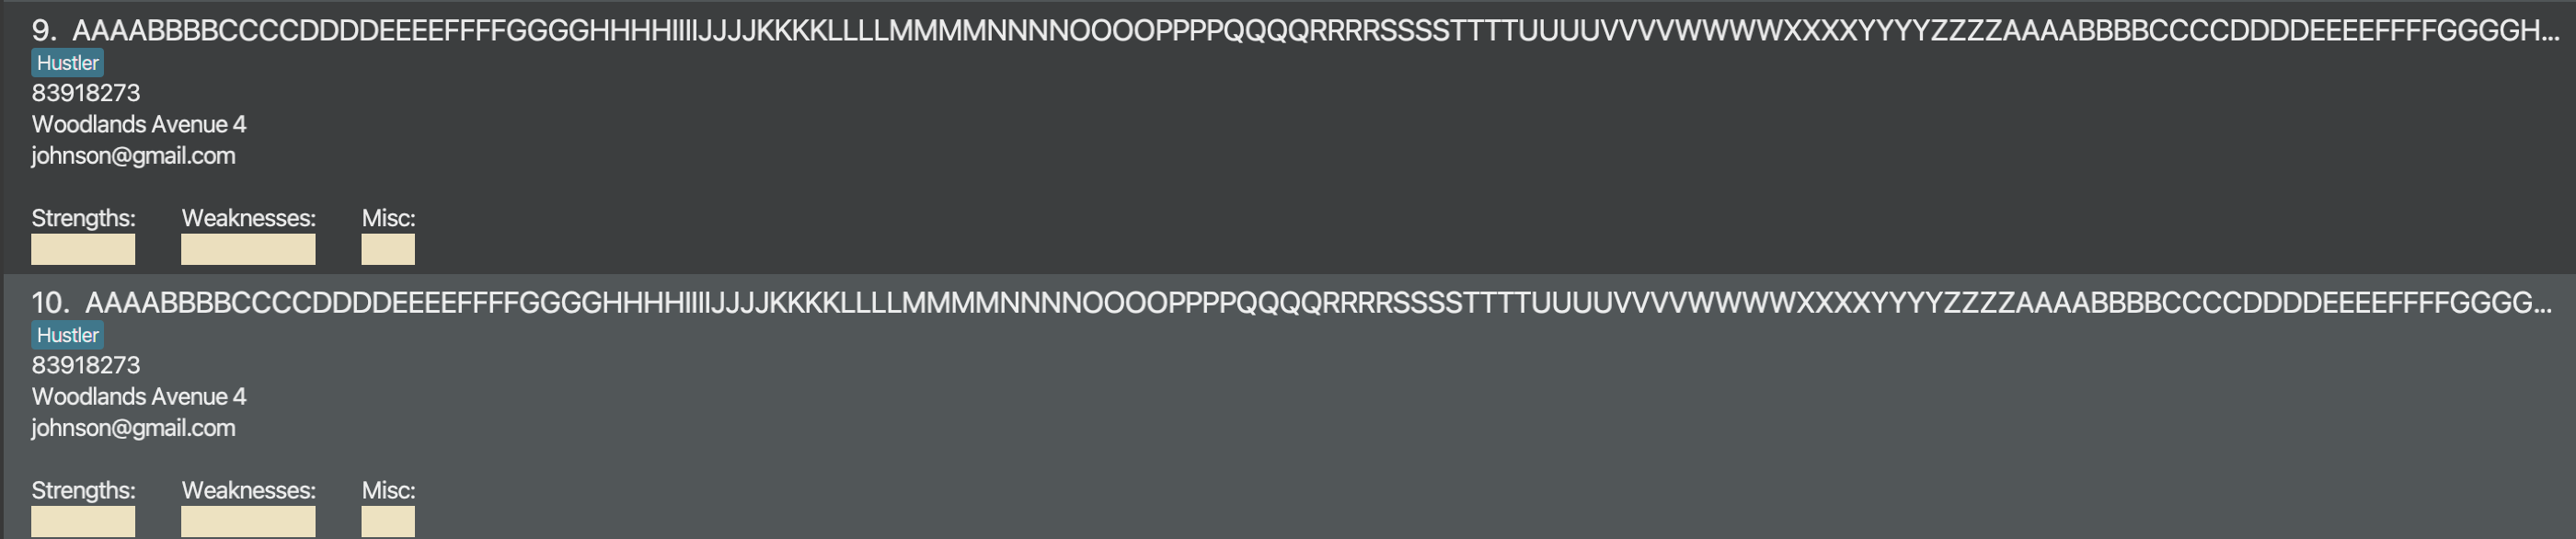 9. AAAABBBBCCCCDDDDEEEEFFFFGGGGHHHHIIIIJJJJKKKKLLLLMMMMNNNNOOOOPPPPQQQQRRRRSSSSTTTTUUUUVVVVWWWWXXXXYYYYZZZZAAAABBBBCCCCDDDDEEEEFFFFGGGGH...
Hustler
83918273
Woodlands Avenue 4
johnson@gmail.com
Strengths: Weaknesses: Misc:
10. AAAABBBBCCCCDDDDEEEEFFFFGGGGHHHHIIIIJJJJKKKKLLLLMMMMNNNNOOOOPPPPQQQQRRRRSSSSTTTTUUUUVVVVWWWWXXXXYYYYZZZZAAAABBBBCCCCDDDDEEEEFFFFGGGG...
Hustler
83918273
Woodlands Avenue 4
johnson@gmail.com
Strengths: Weaknesses: Misc: